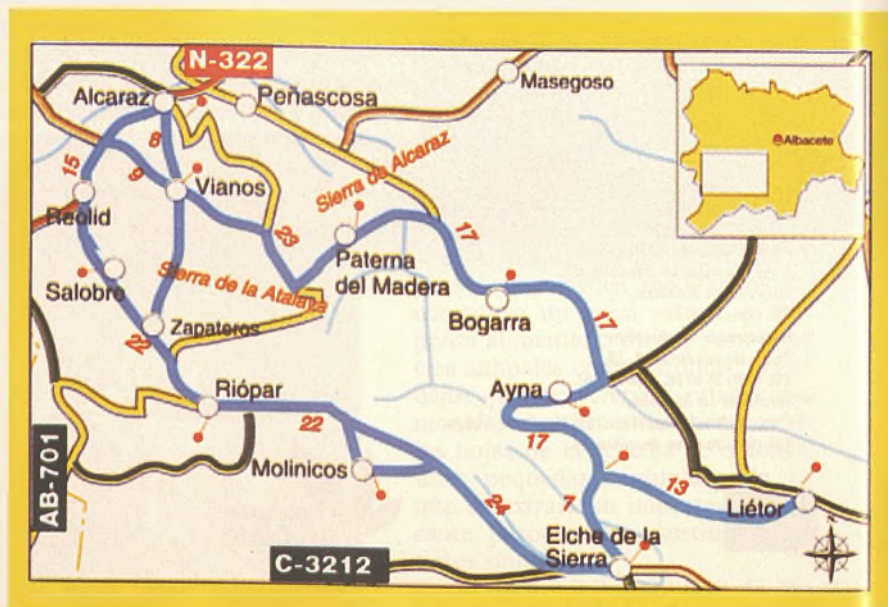 N-322
Alcaraz
Peñascosa
Masegoso
Albacete
8
15
9
Vianos
Sierra de Alcaraz
Reolid
23
17
Paterna
del Madera
Salobre
Sierra de la Atalaya
Bogarra
17
Zapateros
22
Riópar
Ayna
22
17
Molinicos
AB-701
24
7
13
Liétor
Elche de la
Sierra
C-3212
N